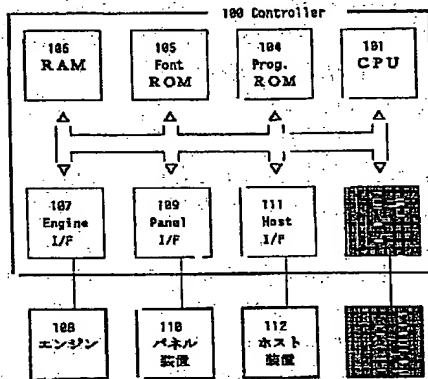 100 Controller
106
RAM
105
Font
ROM
104
Prog.
ROM
101
CPU
107
Engine
I/F
109
Panel
I/F
111
Host
I/F
108
エンジン
110
パネル
装置
112
ホスト
装置